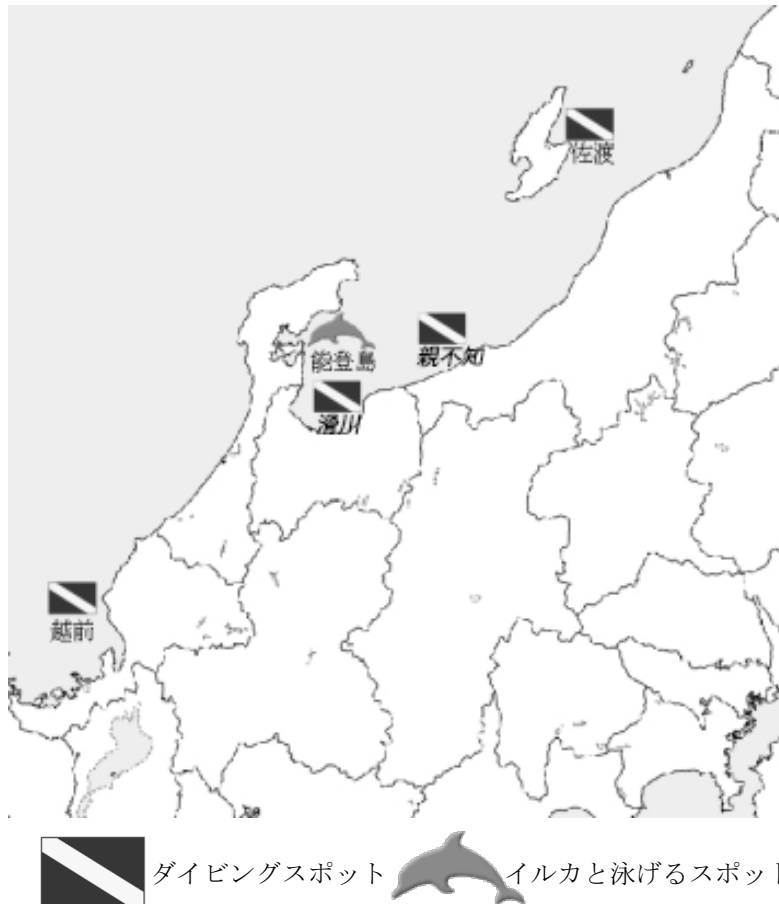 佐渡
親不知
能登島
滑川
越前
ダイビングスポット
イルカと泳げるスポット